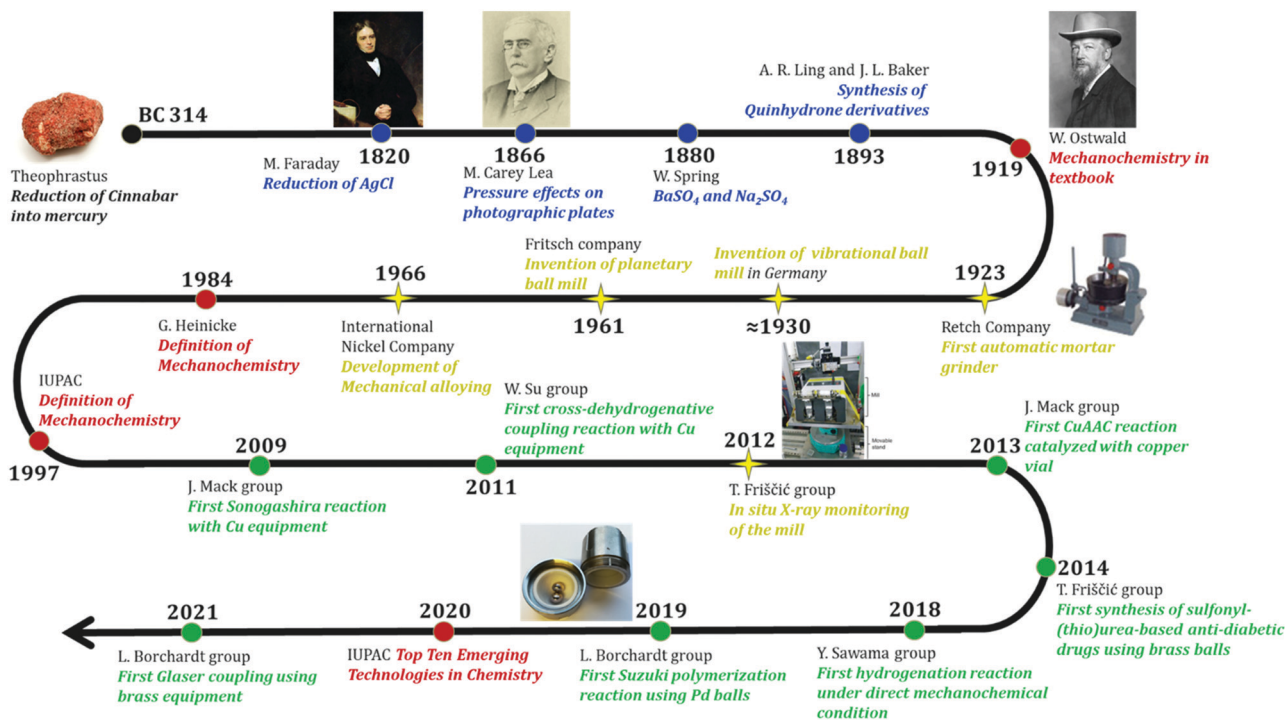 BC 314
Theophrastus
Reduction of Cinnabar
into mercury
1820
M. Faraday
Reduction of AgCl
1866
M. Carey Lea
Pressure effects on
photographic plates
1880
W. Spring
BaSO₄ and Na₂SO₄
A. R. Ling and J. L. Baker
Synthesis of
Quinhydrone derivatives
1893
1919
W. Ostwald
Mechanochemistry in
textbook
1923
Retch Company
First automatic mortar
grinder
Invention of vibrational ball
mill in Germany
≈1930
Fritsch company
Invention of planetary
ball mill
1961
1966
International
Nickel Company
Development of
Mechanical alloying
1984
G. Heinicke
Definition of
Mechanochemistry
IUPAC
Definition of
Mechanochemistry
1997
2009
J. Mack group
First Sonogashira reaction
with Cu equipment
W. Su group
First cross-dehydrogenative
coupling reaction with Cu
equipment
2011
2012
T. Friščić group
In situ X-ray monitoring
of the mill
Mill
Movable
stand
J. Mack group
First CuAAC reaction
catalyzed with copper
vial
2013
2014
T. Friščić group
First synthesis of sulfonyl-
(thio)urea-based anti-diabetic
drugs using brass balls
2018
Y. Sawama group
First hydrogenation reaction
under direct mechanochemical
condition
2019
L. Borchardt group
First Suzuki polymerization
reaction using Pd balls
2020
IUPAC Top Ten Emerging
Technologies in Chemistry
2021
L. Borchardt group
First Glaser coupling using
brass equipment